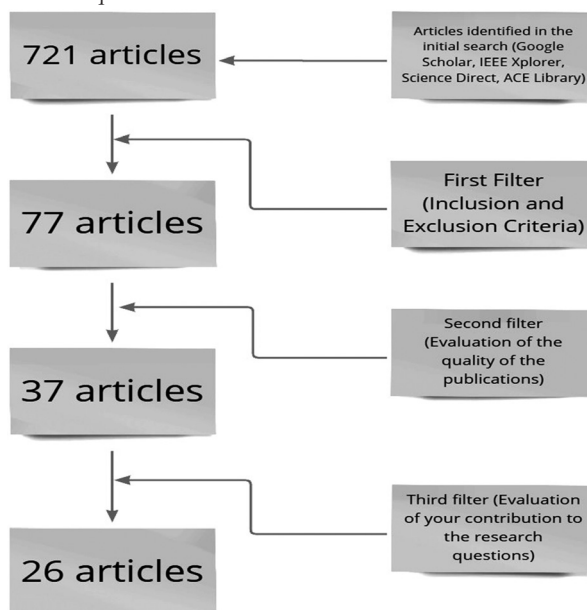 721 articles
Articles identified in the
initial search (Google
Scholar, IEEE Xplorer,
Science Direct, ACE Library)
First Filter
(Inclusion and
Exclusion Criteria)
77 articles
Second filter
(Evaluation of the
quality of the
publications)
37 articles
Third filter (Evaluation
of your contribution to
the research
questions)
26 articles